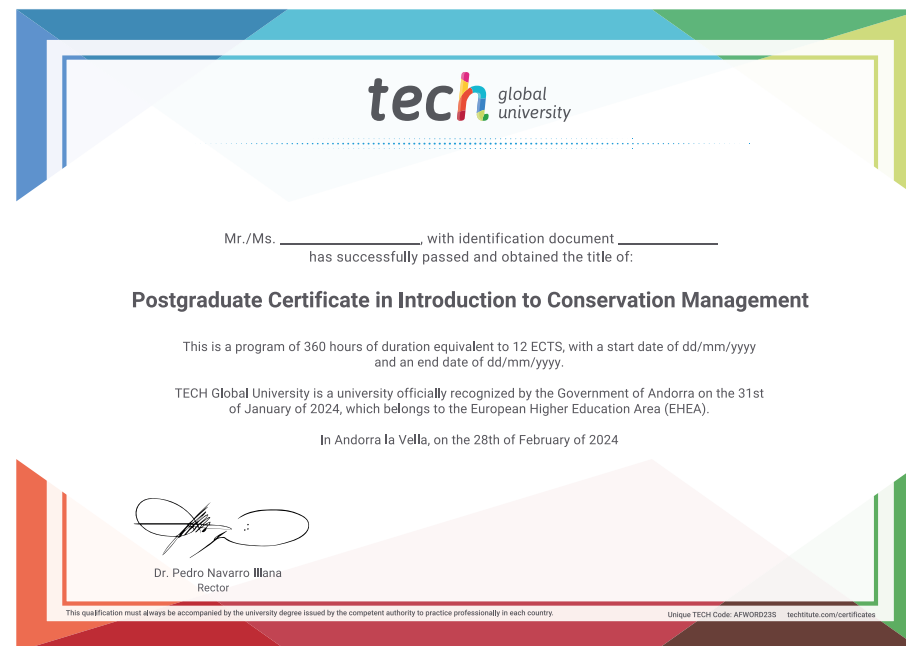 tech global
university
Mr./Ms. ____________, with identification document ____________
has successfully passed and obtained the title of:
Postgraduate Certificate in Introduction to Conservation Management
This is a program of 360 hours of duration equivalent to 12 ECTS, with a start date of dd/mm/yyyy
and an end date of dd/mm/yyyy.
TECH Global University is a university officially recognized by the Government of Andorra on the 31st
of January of 2024, which belongs to the European Higher Education Area (EHEA).
In Andorra la Vella, on the 28th of February of 2024
Dr. Pedro Navarro Illana
Rector
This qualification must always be accompanied by the university degree issued by the competent authority to practice professionally in each country.
Unique TECH Code: AFWORD23S techtitute.com/certificates